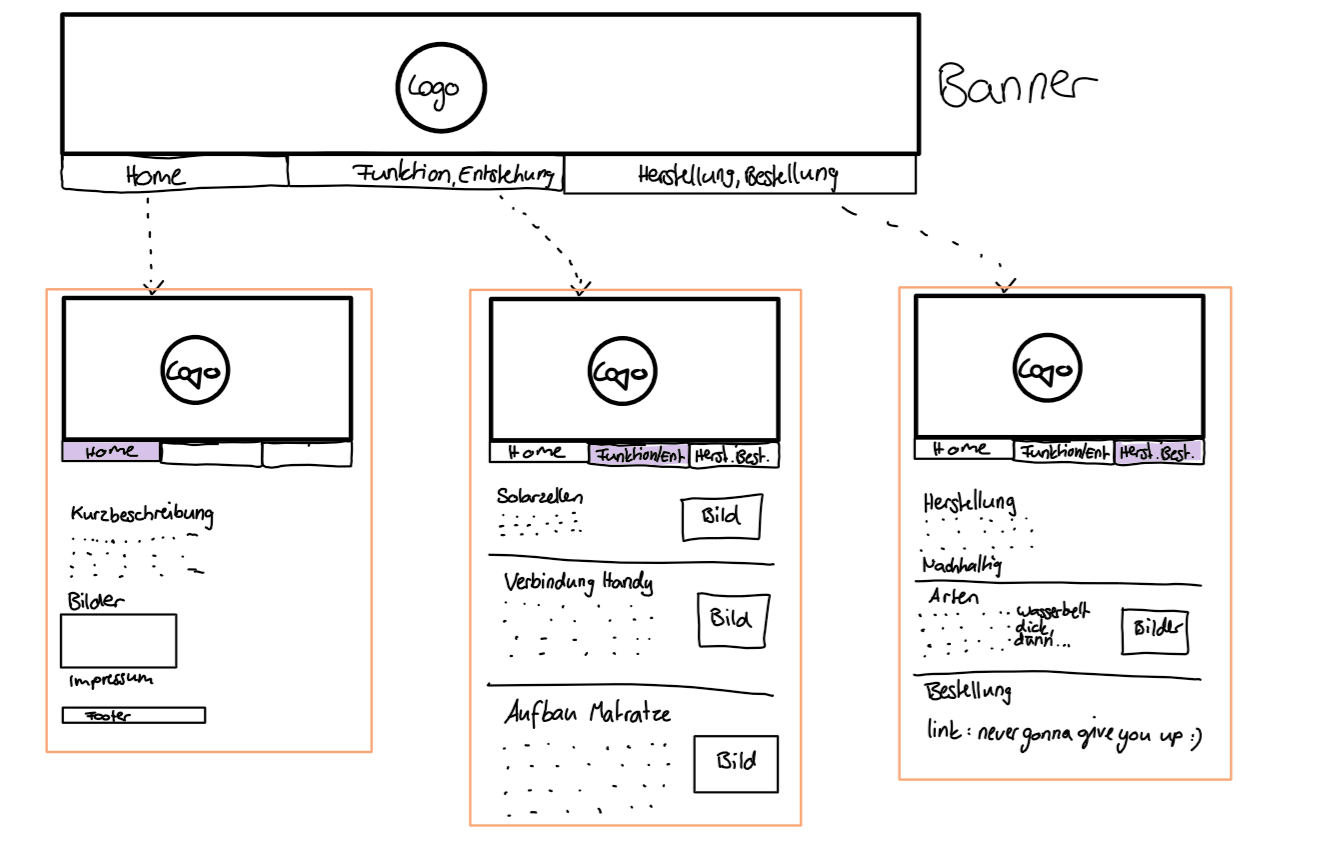 Logo
Banner
Home
Funktion, Entstehung
Herstellung, Bestellung
Logo
Home
Kurzbeschreibung
Bilder
Impressum
Footer
Logo
Home
Funktion/Ent
Herst. Best.
Solarzellen
Bild
Verbindung Handy
Bild
Aufbau Matratze
Bild
Logo
Home
Funktion/Ent
Herst. Best.
Herstellung
Nachhaltig
Arten
Wasserbett
dick,
dünn...
Bilder
Bestellung
link: never gonna give you up :)